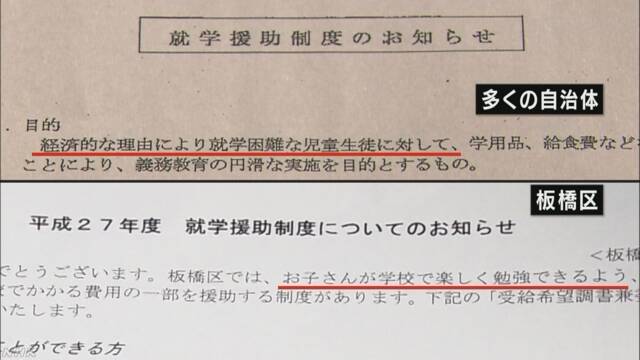 就学援助制度のお知らせ
多くの自治体
．目的
経済的な理由により就学困難な児童生徒に対して、学用品、給食費など
ことにより、義務教育の円滑な実施を目的とするもの。
板橋区
平成２７年度　就学援助制度についてのお知らせ
＜板橋
でとうございます。板橋区では、お子さんが学校で楽しく勉強できるよう、
でかかる費用の一部を援助する制度があります。下記の「受給希望調書兼
いたします。
ことができる方